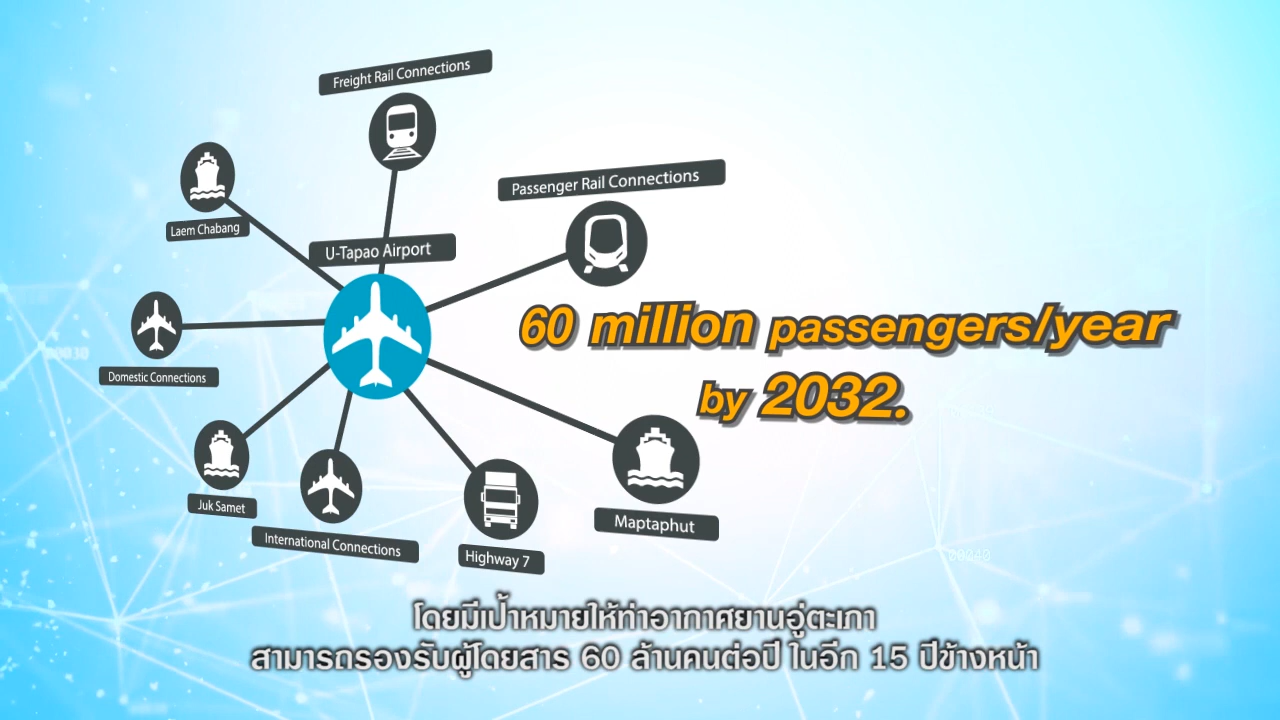 Freight Rail Connections
Passenger Rail Connections
Laem Chabang
U-Tapao Airport
60 million passengers/year
by 2032.
Domestic Connections
Juk Samet
International Connections
Highway 7
Maptaphut
00030
00040
โดยมีเป้าหมายให้ท่าอากาศยานอู่ตะเภา
สามารถรองรับผู้โดยสาร 60 ล้านคนต่อปี ในอีก 15 ปีข้างหน้า